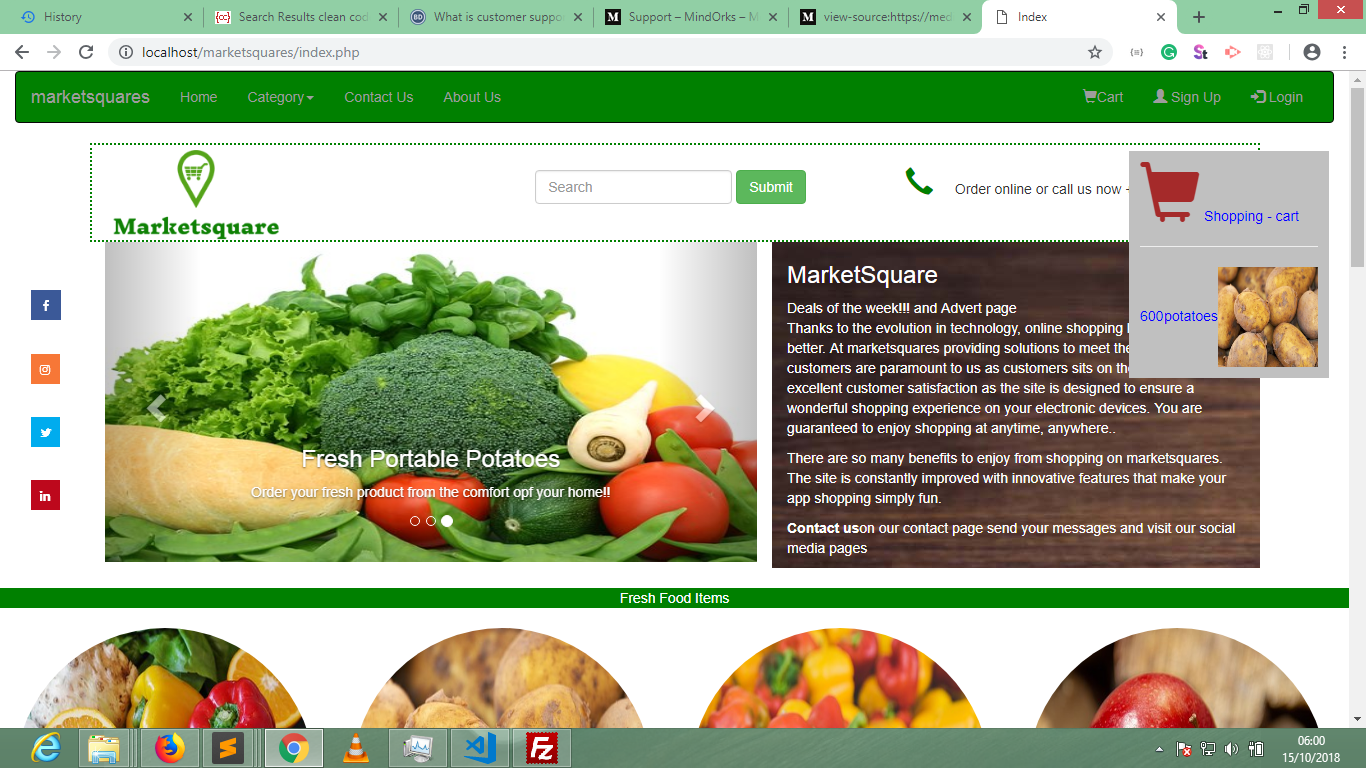 History
Search Results clean cod
What is customer suppo
Support – MindOrks – M
view-source:https://med
Index
localhost/marketsquares/index.php
marketsquares Home Category Contact Us About Us Cart Sign Up Login
Marketsquare
Search Submit
Order online or call us now -
Shopping - cart
600potatoes
Fresh Portable Potatoes
Order your fresh product from the comfort opf your home!!
MarketSquare
Deals of the week!!! and Advert page
Thanks to the evolution in technology, online shopping
better. At marketsquares providing solutions to meet the
customers are paramount to us as customers sits on the
excellent customer satisfaction as the site is designed to ensure a
wonderful shopping experience on your electronic devices. You are
guaranteed to enjoy shopping at anytime, anywhere..
There are so many benefits to enjoy from shopping on marketsquares.
The site is constantly improved with innovative features that make your
app shopping simply fun.
Contact uson our contact page send your messages and visit our social
media pages
Fresh Food Items
06:00
15/10/2018